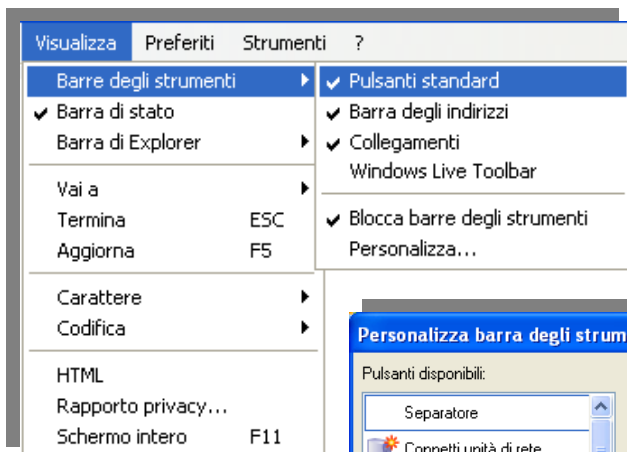 Visualizza Preferiti Strumenti ?
Barre degli strumenti
Barra di stato
Barra di Explorer
Vai a
Termina ESC
Aggiorna F5
Carattere
Codifica
HTML
Rapporto privacy...
Schermo intero F11
Pulsanti standard
Barra degli indirizzi
Collegamenti
Windows Live Toolbar
Blocca barre degli strumenti
Personalizza...
Personalizza barra degli strum
Pulsanti disponibili:
Separatore
Connetti unità di rete